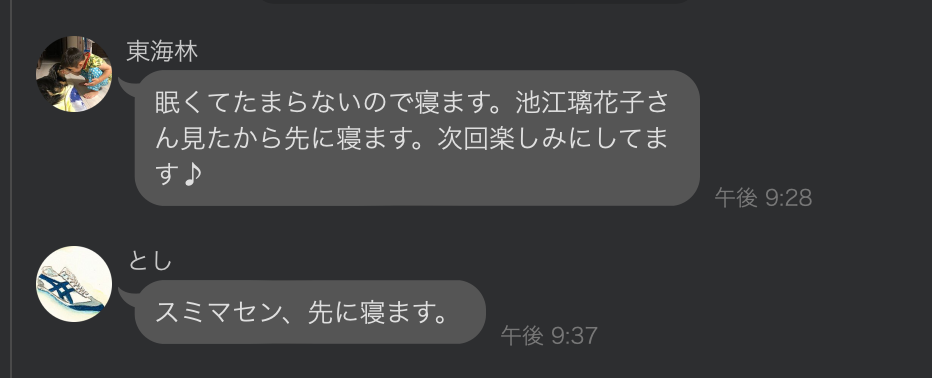 東海林
眠くてたまらないので寝ます。池江璃花子さ
ん見たから先に寝ます。次回楽しみにしてま
す♪
午後 9:28
とし
スミマセン、先に寝ます。
午後 9:37